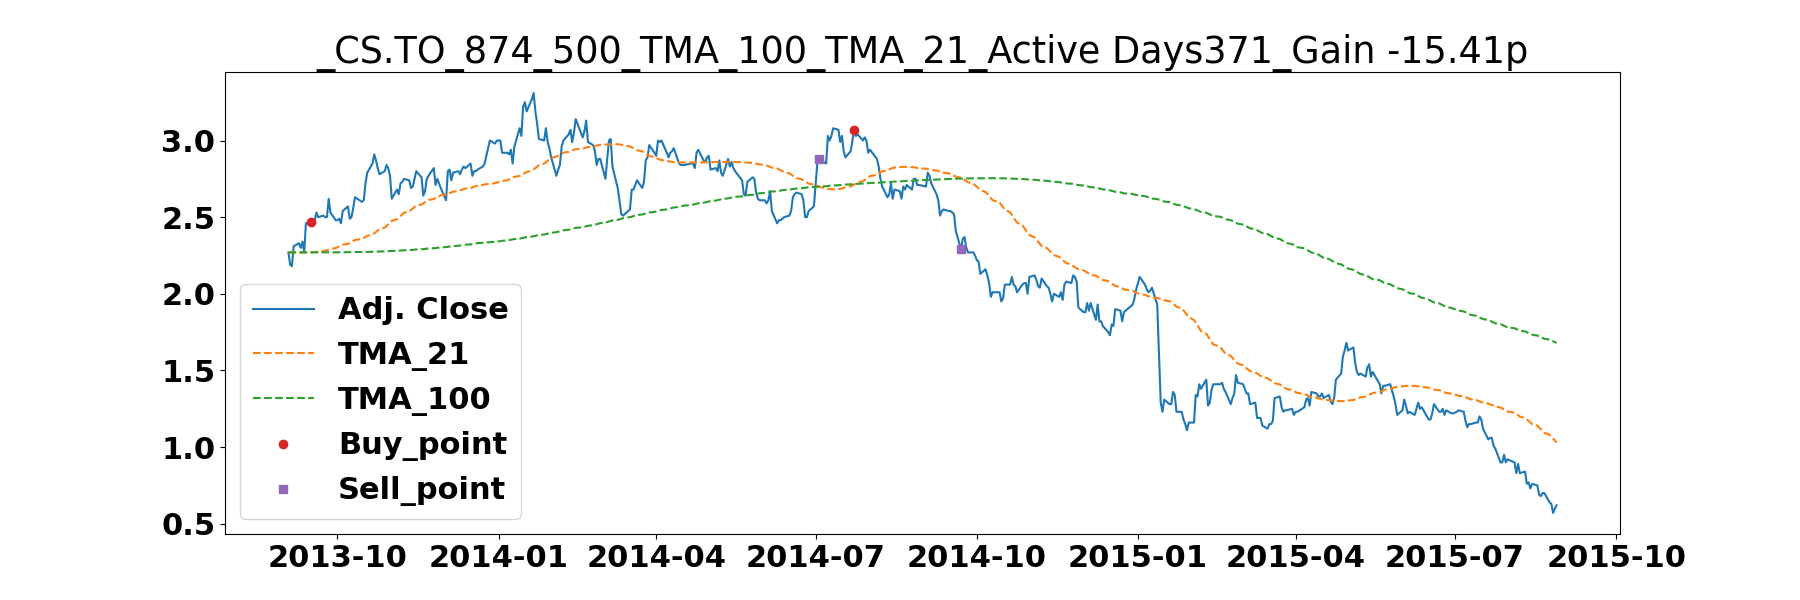 _CS.TO_874_500_TMA_100_TMA_21_Active Days371_Gain -15.41p
3.0
2.5
2.0
1.5
1.0
0.5
Adj. Close
TMA_21
TMA_100
Buy_point
Sell_point
2013-10 2014-01 2014-04 2014-07 2014-10 2015-01 2015-04 2015-07 2015-10